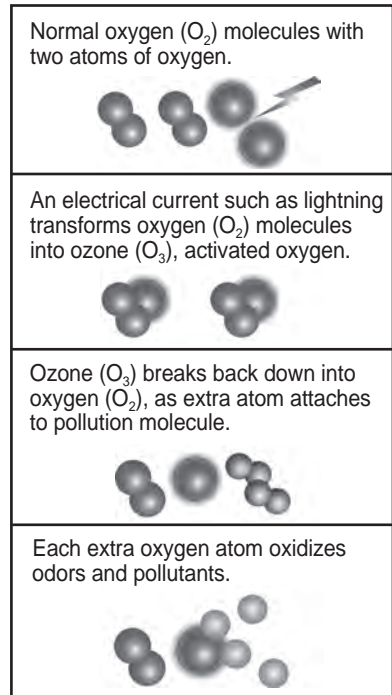 Normal oxygen (O₂) molecules with
two atoms of oxygen.
An electrical current such as lightning
transforms oxygen (O₂) molecules
into ozone (O₃), activated oxygen.
Ozone (O₃) breaks back down into
oxygen (O₂), as extra atom attaches
to pollution molecule.
Each extra oxygen atom oxidizes
odors and pollutants.